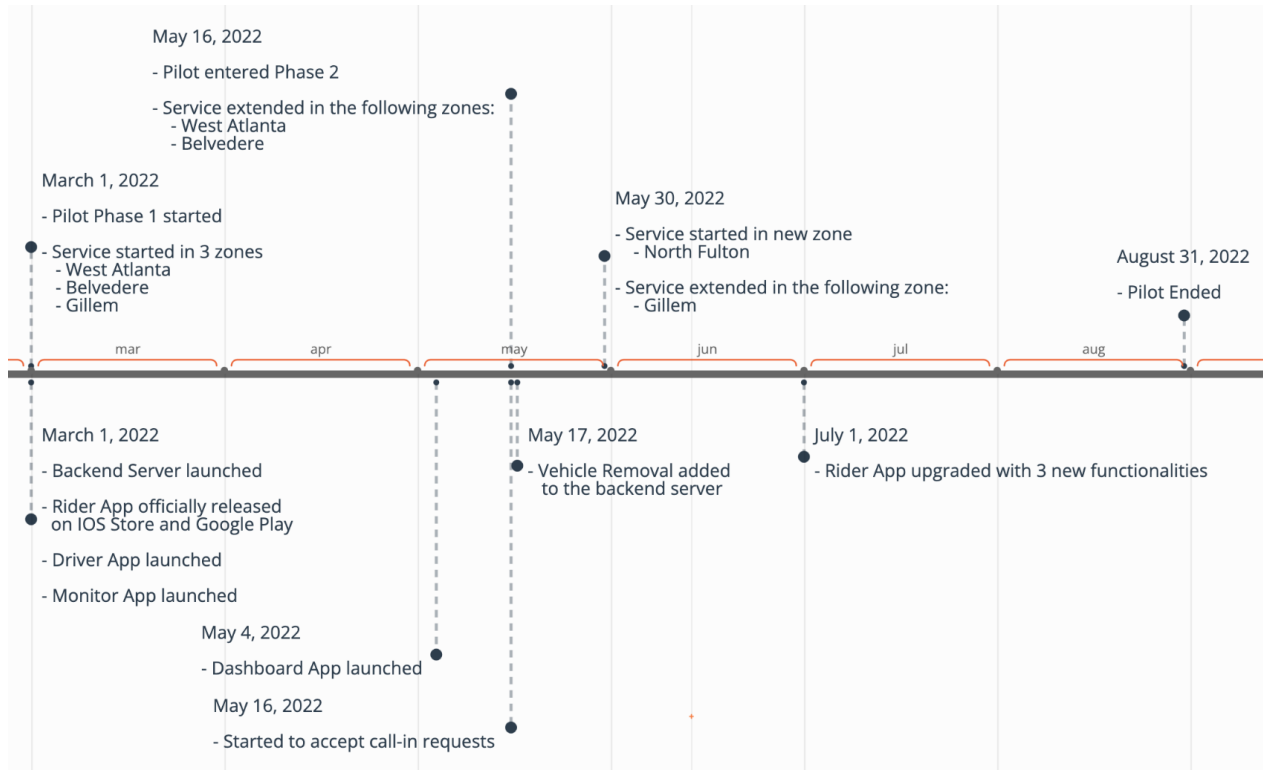 May 16, 2022
- Pilot entered Phase 2
- Service extended in the following zones:
- West Atlanta
- Belvedere
March 1, 2022
- Pilot Phase 1 started
- Service started in 3 zones
- West Atlanta
- Belvedere
- Gillem
May 30, 2022
- Service started in new zone
- North Fulton
- Service extended in the following zone:
- Gillem
August 31, 2022
- Pilot Ended
mar apr may jun jul aug
March 1, 2022
- Backend Server launched
- Rider App officially released
on IOS Store and Google Play
- Driver App launched
- Monitor App launched
May 4, 2022
- Dashboard App launched
May 16, 2022
- Started to accept call-in requests
May 17, 2022
- Vehicle Removal added
to the backend server
July 1, 2022
- Rider App upgraded with 3 new functionalities